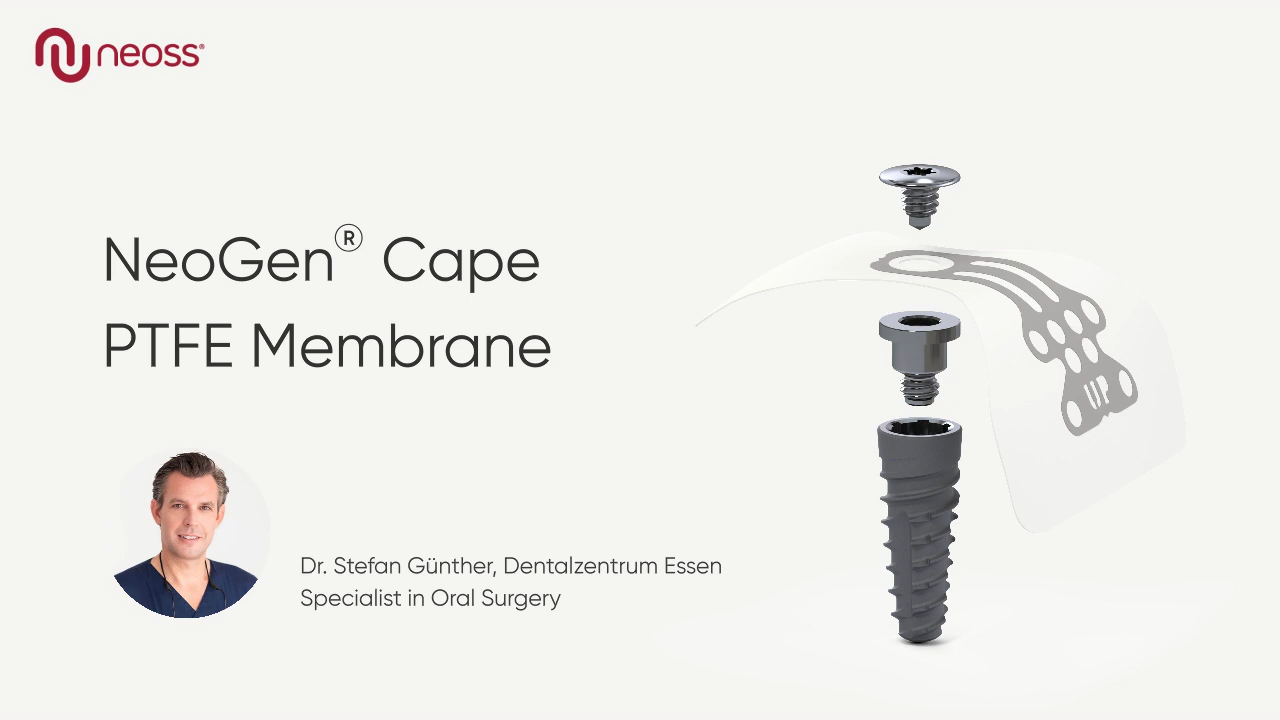 neoss®
NeoGen® Cape
PTFE Membrane
Dr. Stefan Günther, Dentalzentrum Essen
Specialist in Oral Surgery